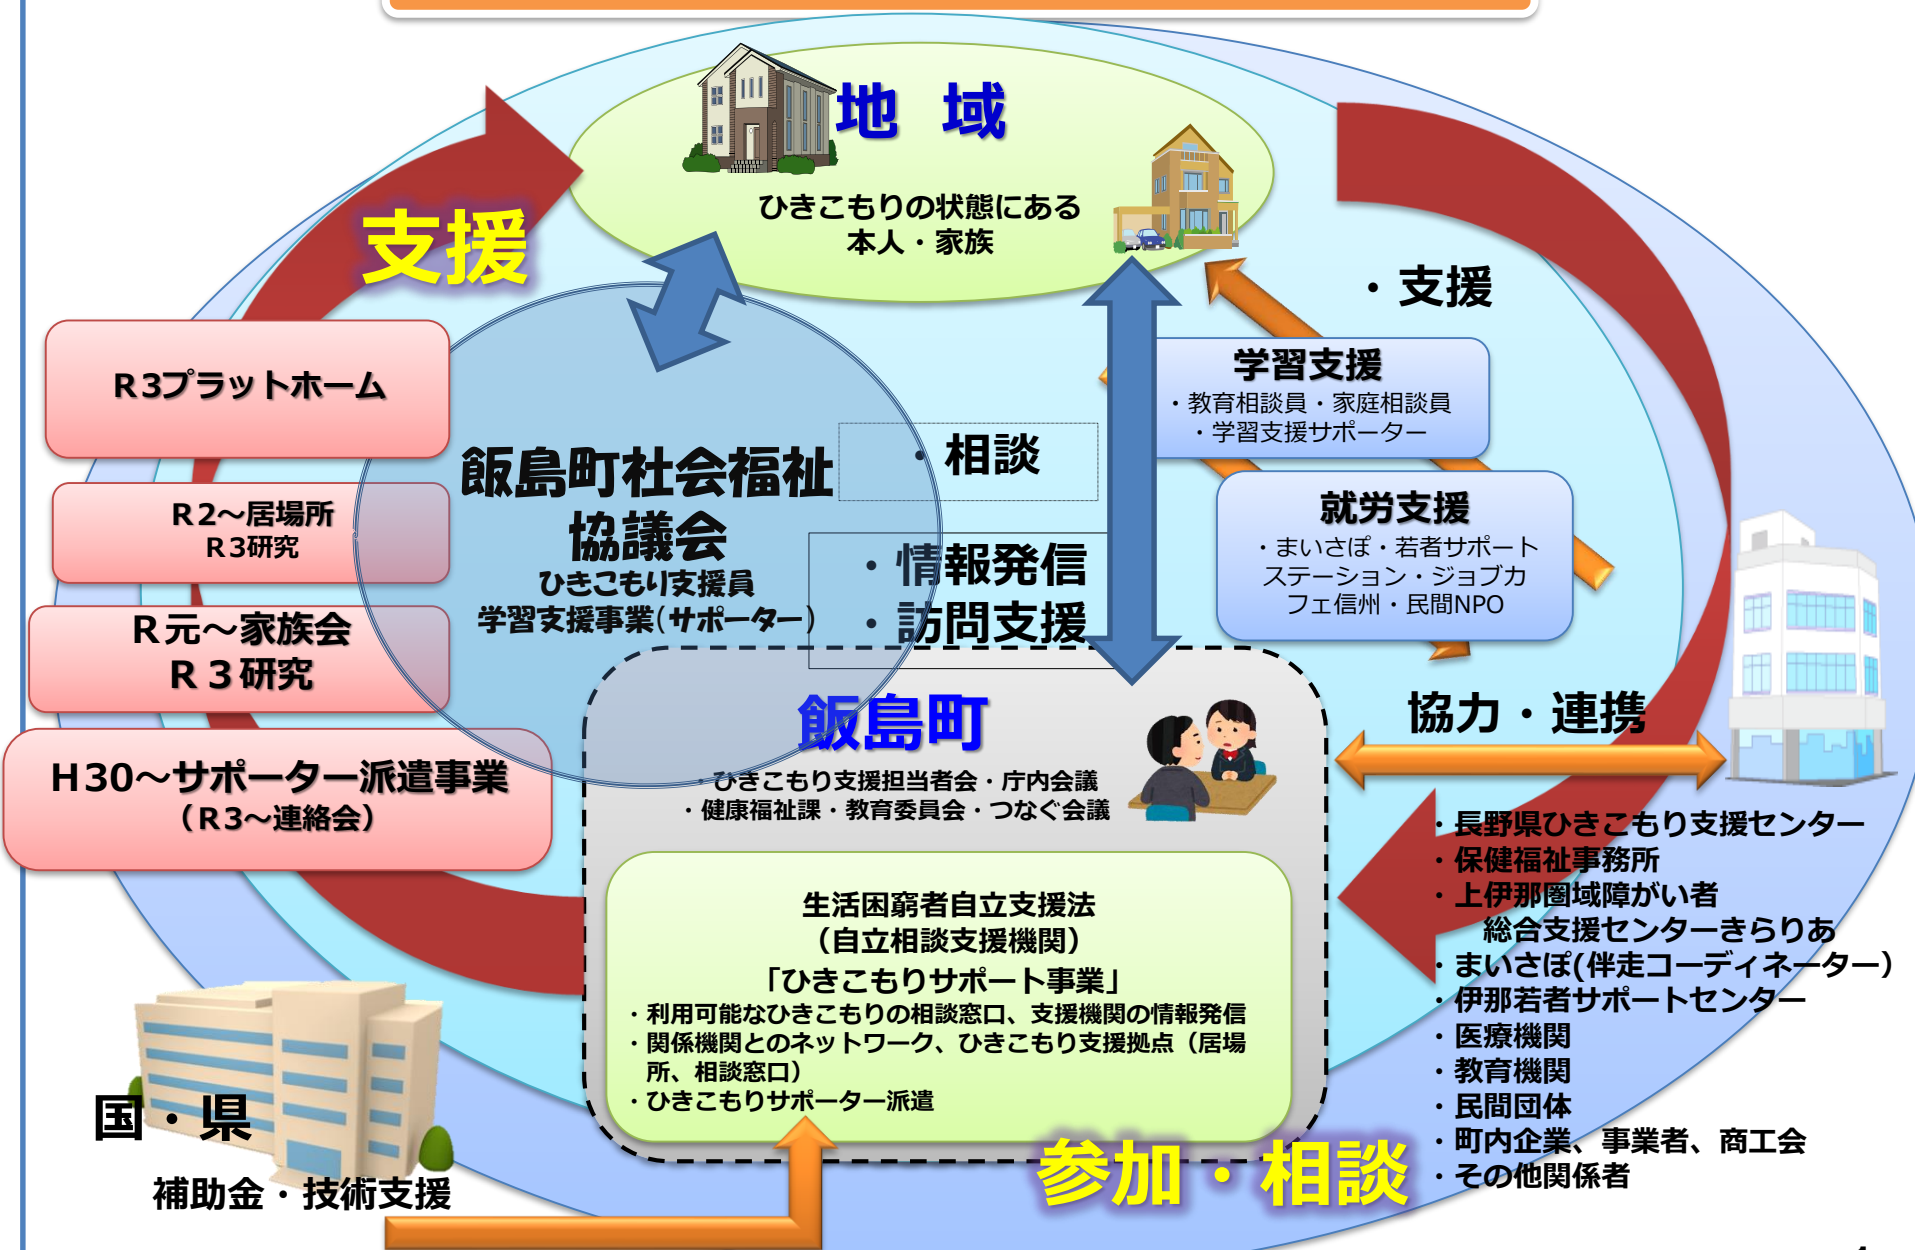 地 域
ひきこもりの状態にある
本人・家族
支援
・支援
R3プラットホーム
R2～居場所
R3研究
R元～家族会
R３研究
H30～サポーター派遣事業
（R3～連絡会）
飯島町社会福祉
協議会
ひきこもり支援員
学習支援事業(サポーター)
・相談
・情報発信
・訪問支援
学習支援
・教育相談員・家庭相談員
・学習支援サポーター
就労支援
・まいさぽ・若者サポート
ステーション・ジョブカ
フェ信州・民間NPO
協力・連携
飯島町
・ひきこもり支援担当者会・庁内会議
・健康福祉課・教育委員会・つなぐ会議
生活困窮者自立支援法
（自立相談支援機関）
「ひきこもりサポート事業」
・利用可能なひきこもりの相談窓口、支援機関の情報発信
・関係機関とのネットワーク、ひきこもり支援拠点（居場
所、相談窓口）
・ひきこもりサポーター派遣
・長野県ひきこもり支援センター
・保健福祉事務所
・上伊那圏域障がい者
総合支援センターきらりあ
・まいさぽ(伴走コーディネーター）
・伊那若者サポートセンター
・医療機関
・教育機関
・民間団体
・町内企業、事業者、商工会
・その他関係者
国・県
補助金・技術支援
参加・相談